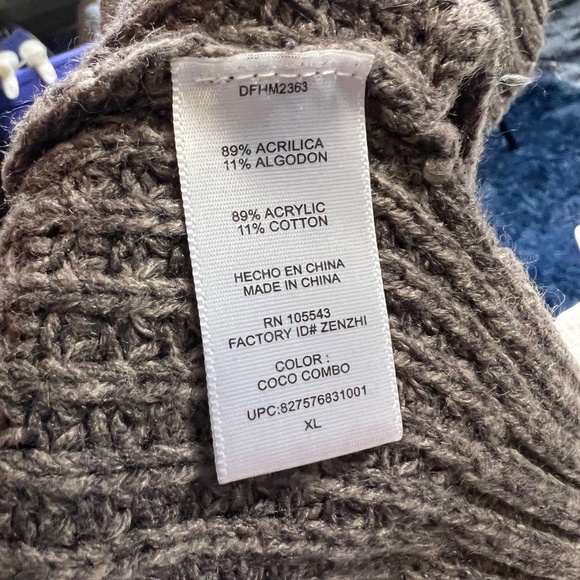 DFHM2363
89% ACRILICA
11% ALGODON
89% ACRYLIC
11% COTTON
HECHO EN CHINA
MADE IN CHINA
RN 105543
FACTORY ID# ZENZHI
COLOR :
COCO COMBO
UPC:827576831001
XL